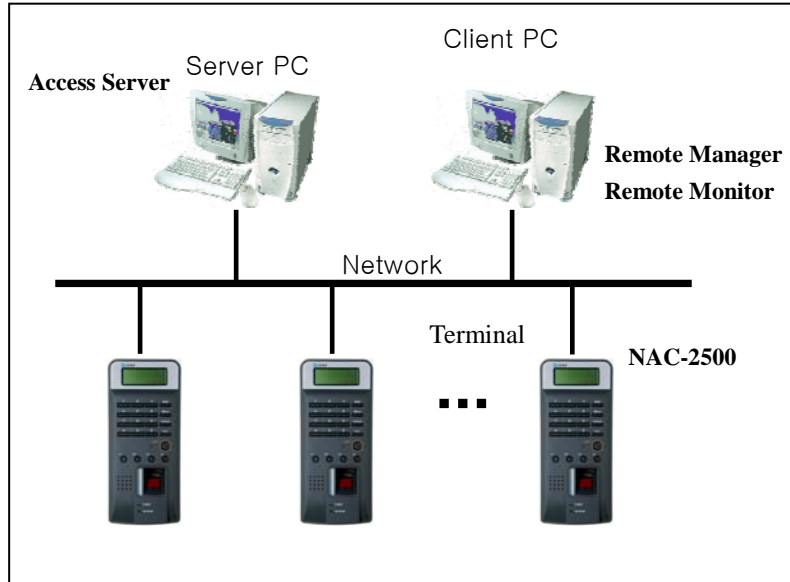 Client PC
Server PC
Access Server
Remote Manager
Remote Monitor
Network
Terminal
NAC-2500